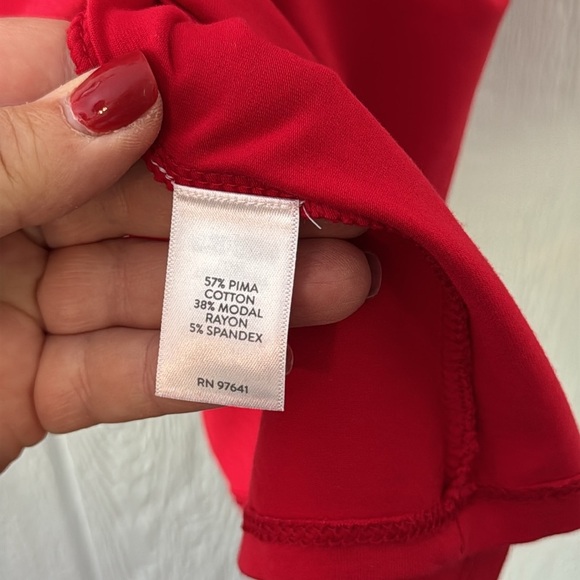 57% PIMA
COTTON
38% MODAL
RAYON
5% SPANDEX
RN 97641